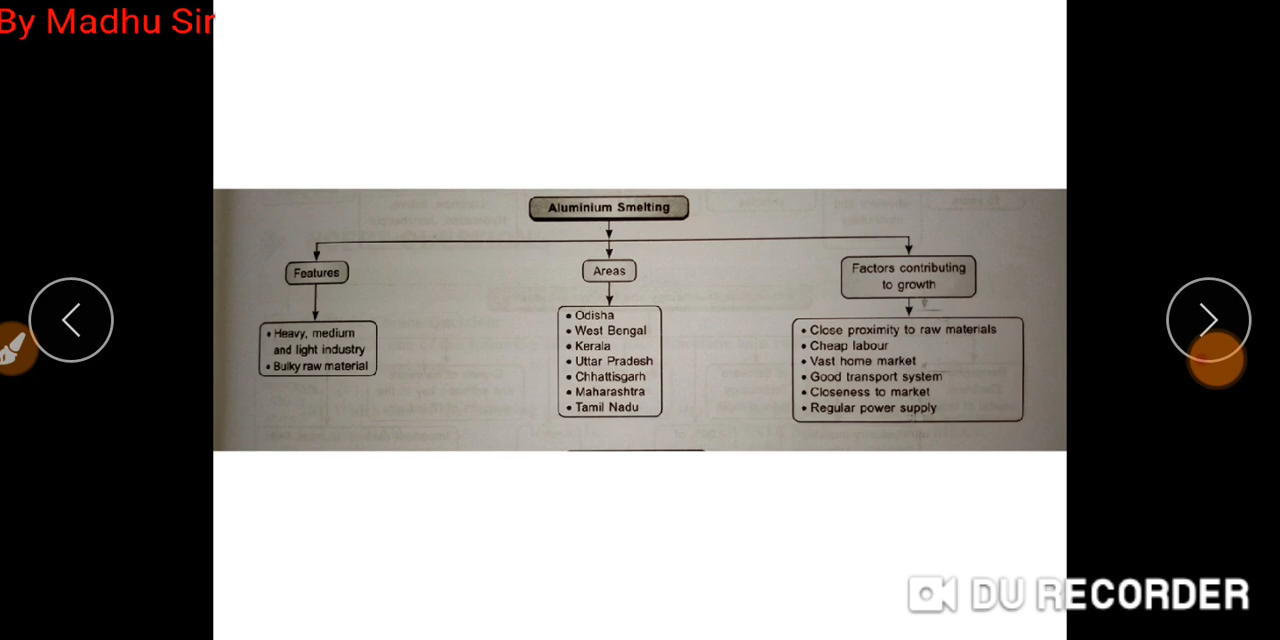 By Madhu Sir
Aluminium Smelting
Features
• Heavy, medium
and light industry
• Bulky raw material
Areas
• Odisha
• West Bengal
• Kerala
• Uttar Pradesh
• Chhattisgarh
• Maharashtra
• Tamil Nadu
Factors contributing
to growth
• Close proximity to raw materials
• Cheap labour
• Vast home market
• Good transport system
• Closeness to market
• Regular power supply
DU RECORDER